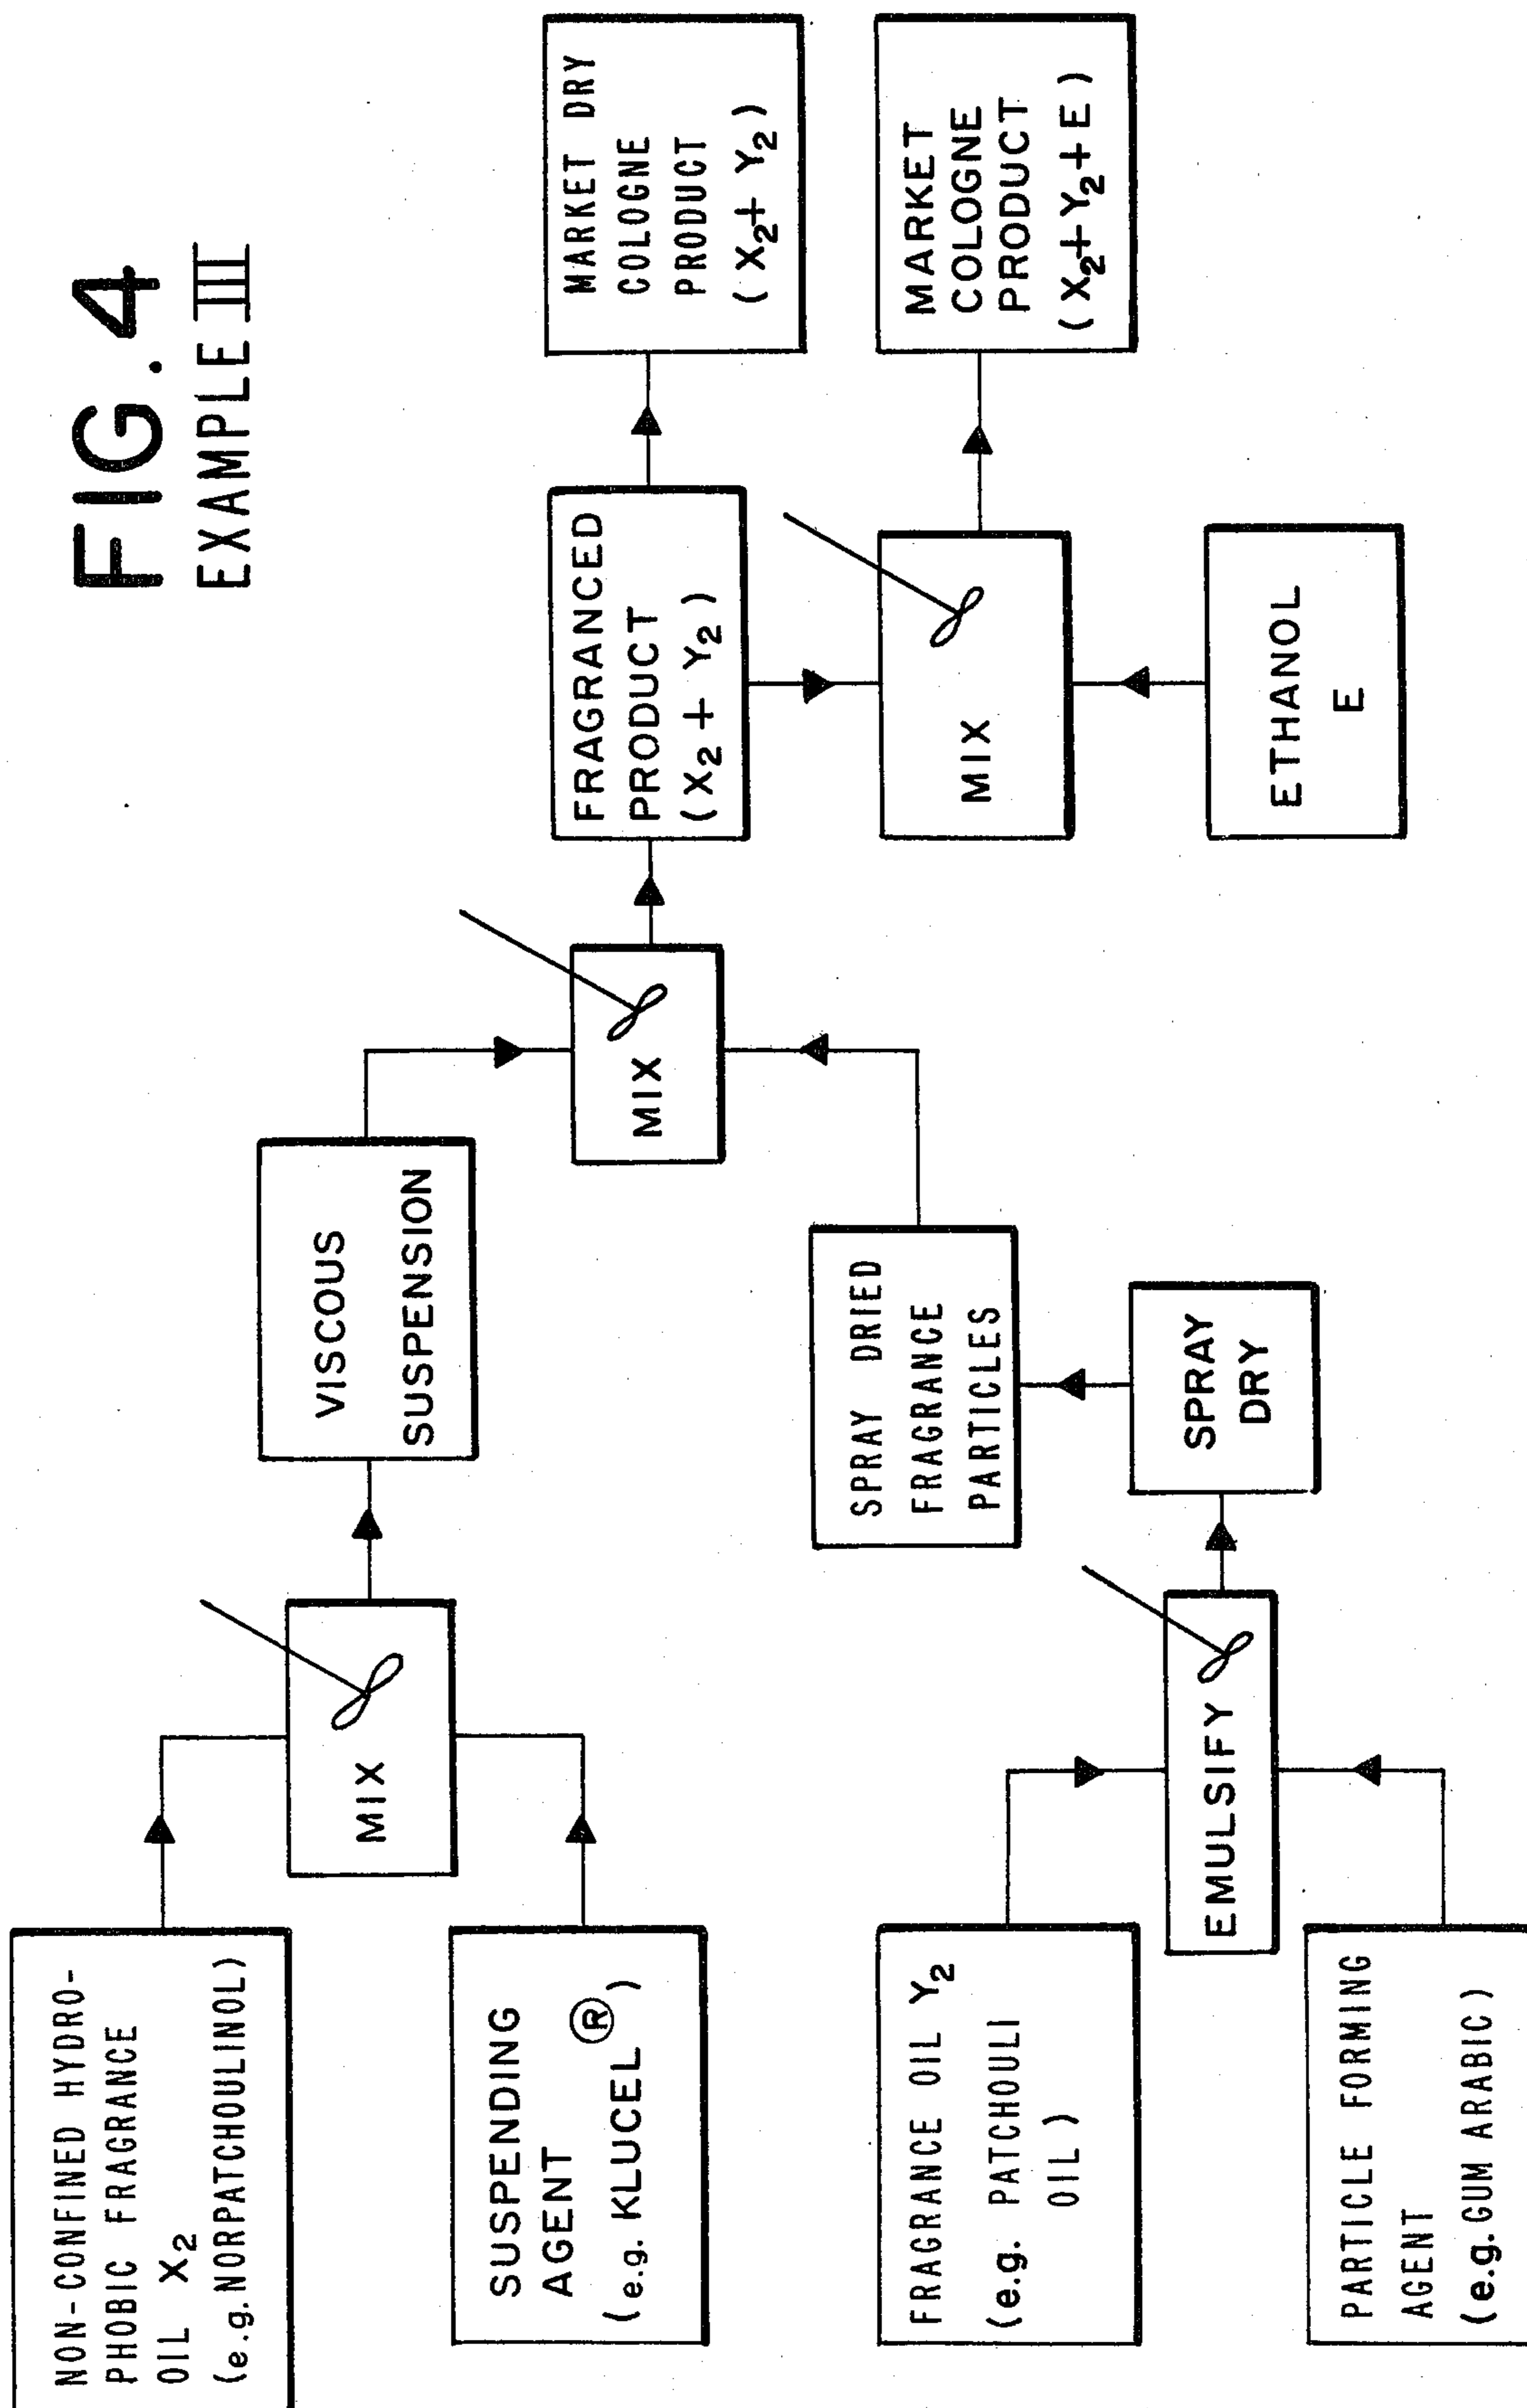 FIG. 4
EXAMPLE III
NON-CONFINED HYDRO-
PHOBIC FRAGRANCE
OIL X₂
(e.g. NORPATCHOULINOL)
SUSPENDING
AGENT
(e.g. KLUCEL®)
MIX
VISCOUS
SUSPENSION
FRAGRANCE OIL Y₂
(e.g. PATCHOULI
OIL)
PARTICLE FORMING
AGENT
(e.g. GUM ARABIC)
EMULSIFY
SPRAY
DRY
SPRAY DRIED
FRAGRANCE
PARTICLES
MIX
FRAGRANCED
PRODUCT
(X₂ + Y₂)
MARKET DRY
COLOGNE
PRODUCT
(X₂ + Y₂)
MIX
ETHANOL
E
MARKET
COLOGNE
PRODUCT
(X₂+Y₂+E)